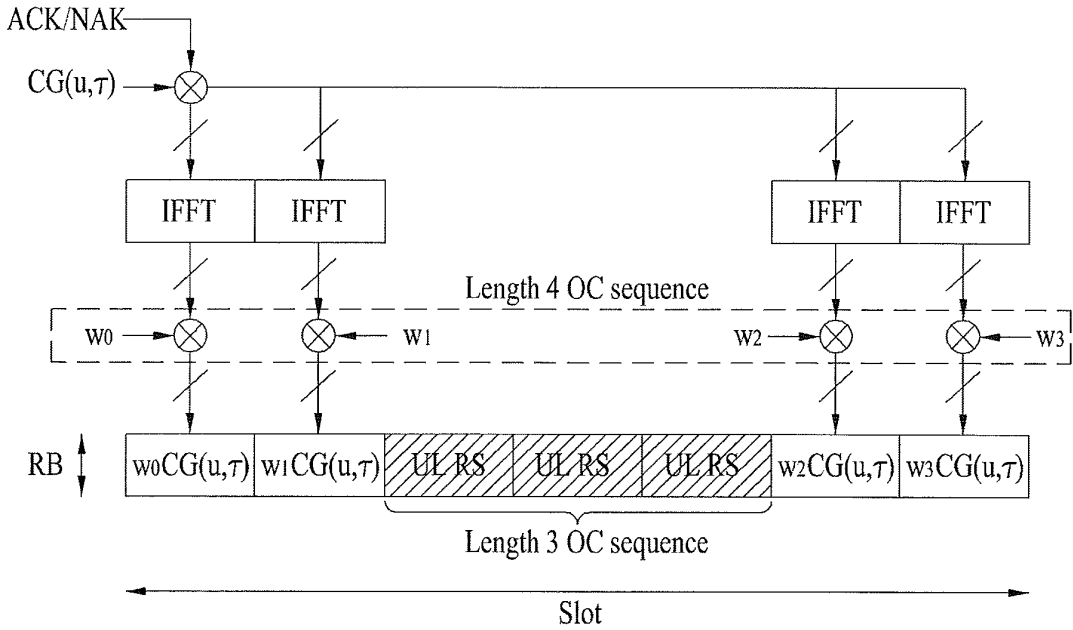 ACK/NAK
CG(u,τ)
IFFT IFFT IFFT IFFT
Length 4 OC sequence
w0 w1 w2 w3
RB w0CG(u,τ) w1CG(u,τ) UL RS UL RS UL RS w2CG(u,τ) w3CG(u,τ)
Length 3 OC sequence
Slot